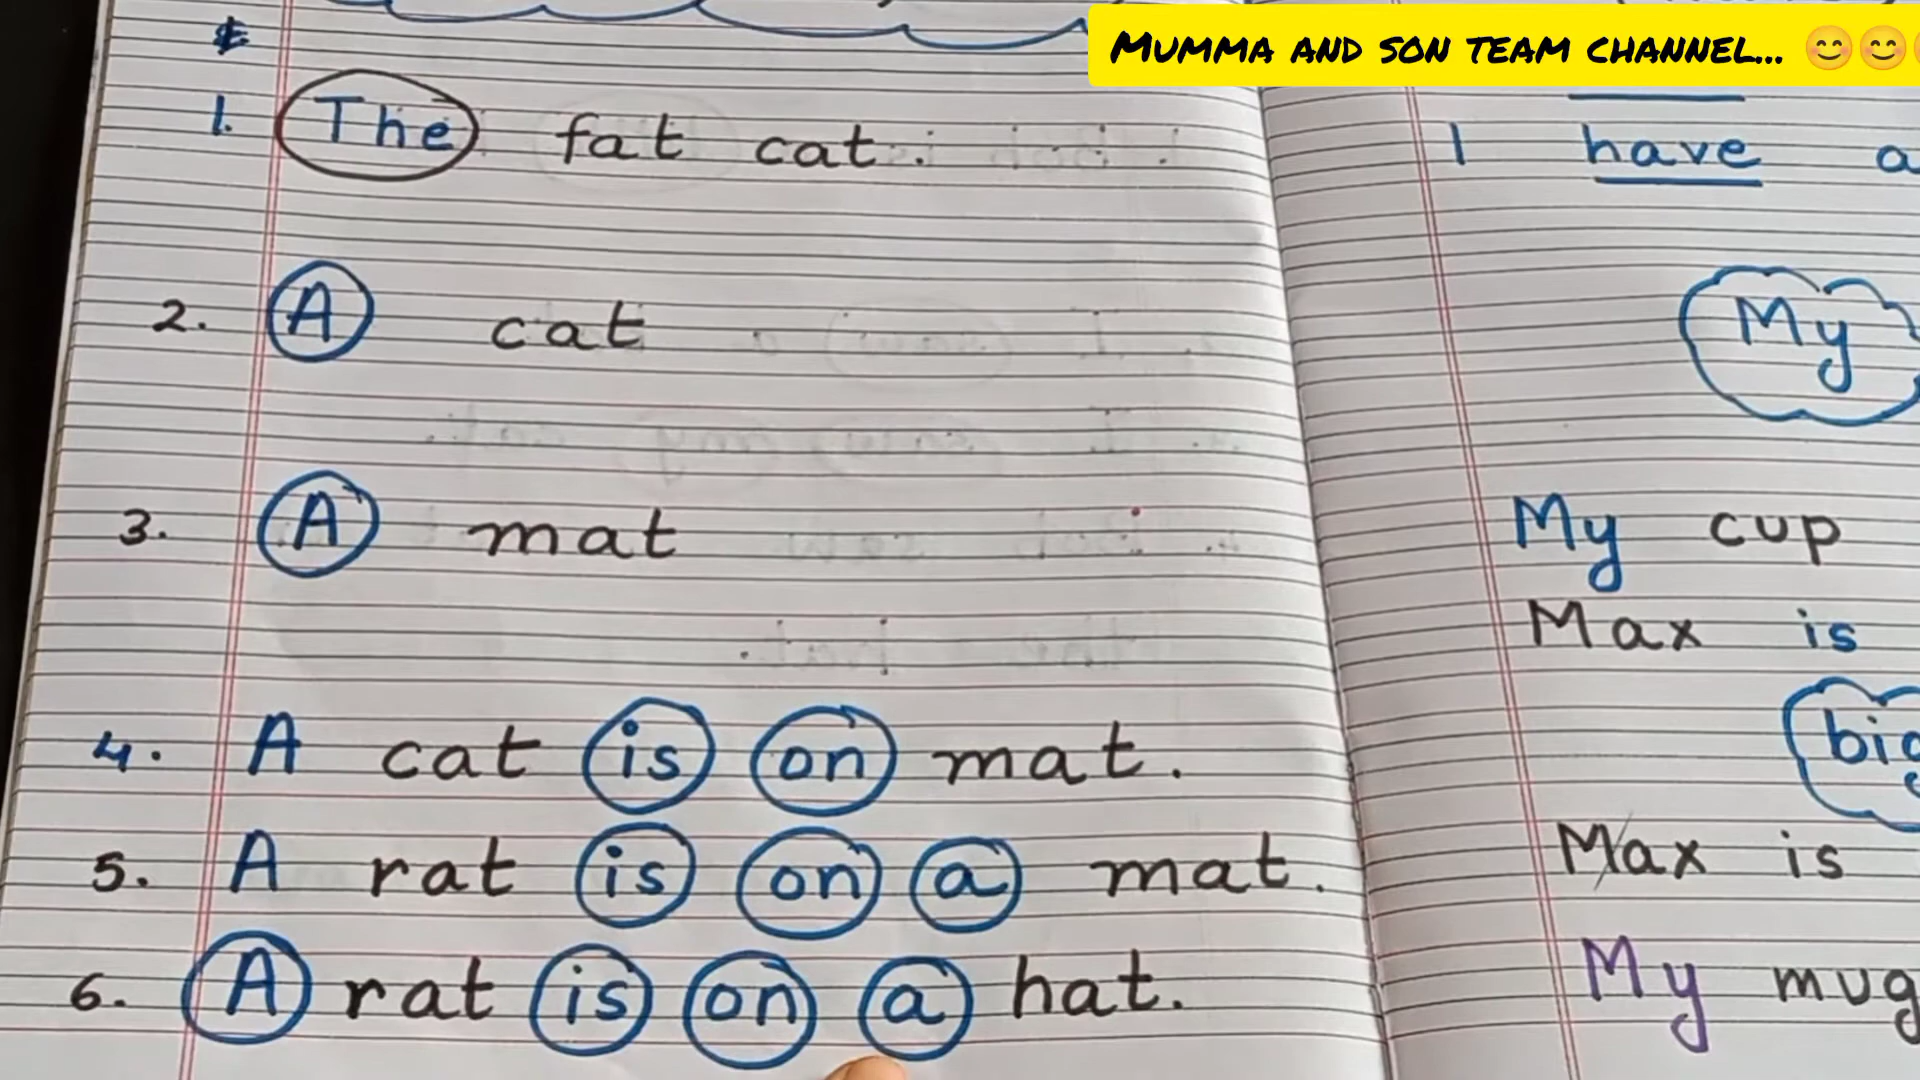 MUMMA AND SON TEAM CHANNEL... 😊😊
1. The fat cat.
2. A cat
3. A mat
4. A cat is on mat.
5. A rat is on a mat.
6. A rat is on a hat.
I have a
My
My cup
Max is
big
Max is
My mug